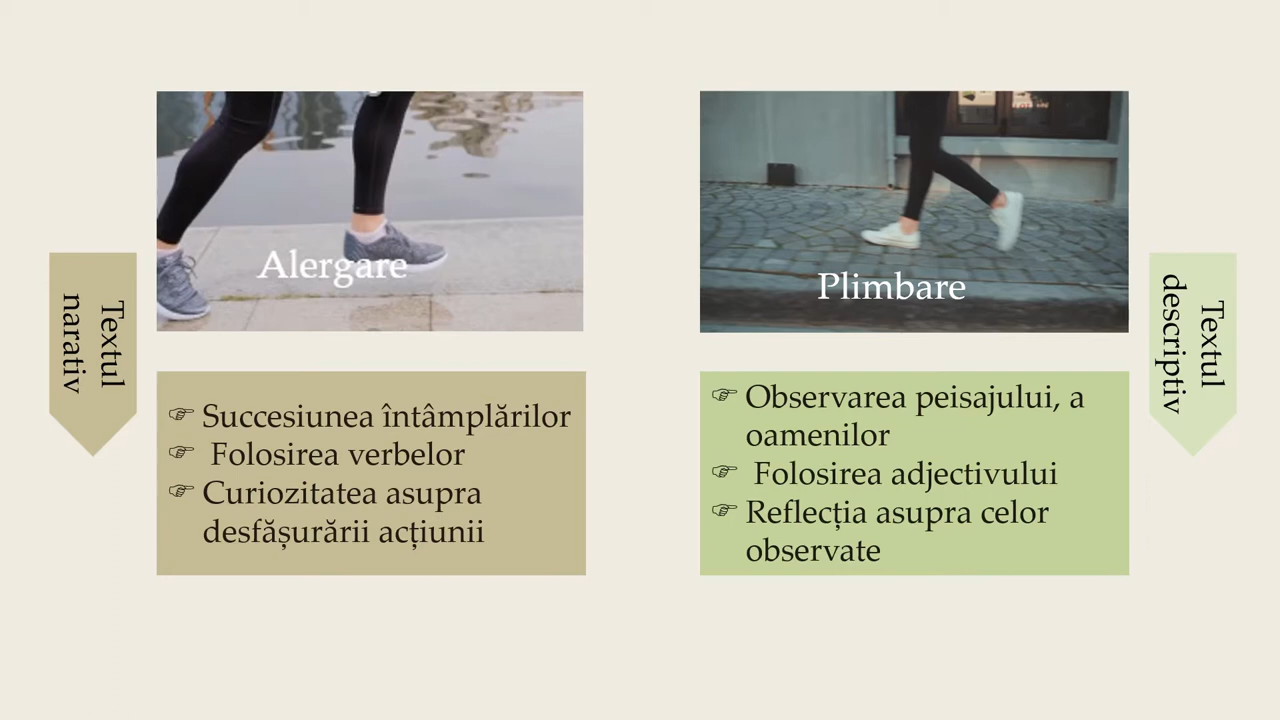 Alergare
Plimbare
Textul
narativ
Textul
descriptiv
☞ Succesiunea întâmplărilor
☞ Folosirea verbelor
☞ Curiozitatea asupra
desfășurării acțiunii
☞ Observarea peisajului, a
oamenilor
☞ Folosirea adjectivului
☞ Reflecția asupra celor
observate